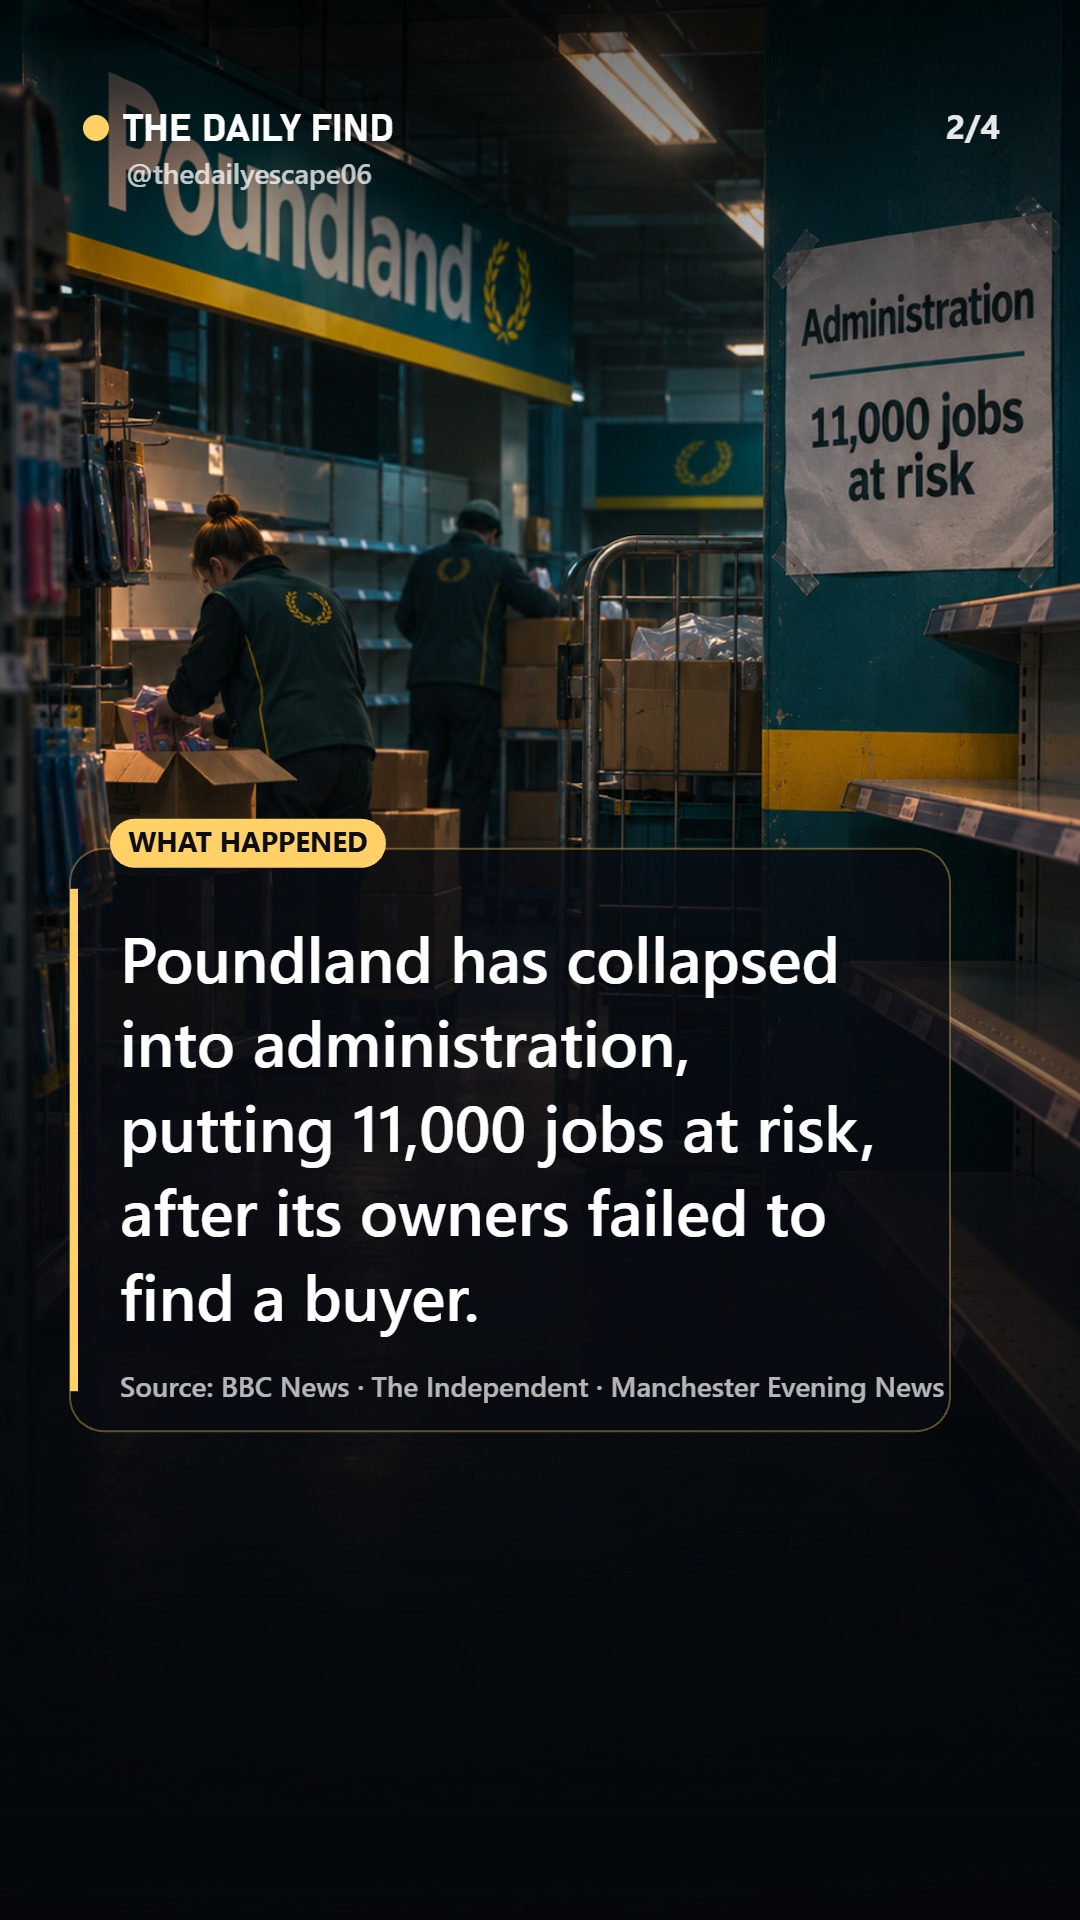 THE DAILY FIND
@thedailyescape06
2/4
Poundland
Administration
11,000 jobs
at risk
WHAT HAPPENED
Poundland has collapsed
into administration,
putting 11,000 jobs at risk,
after its owners failed to
find a buyer.
Source: BBC News · The Independent · Manchester Evening News